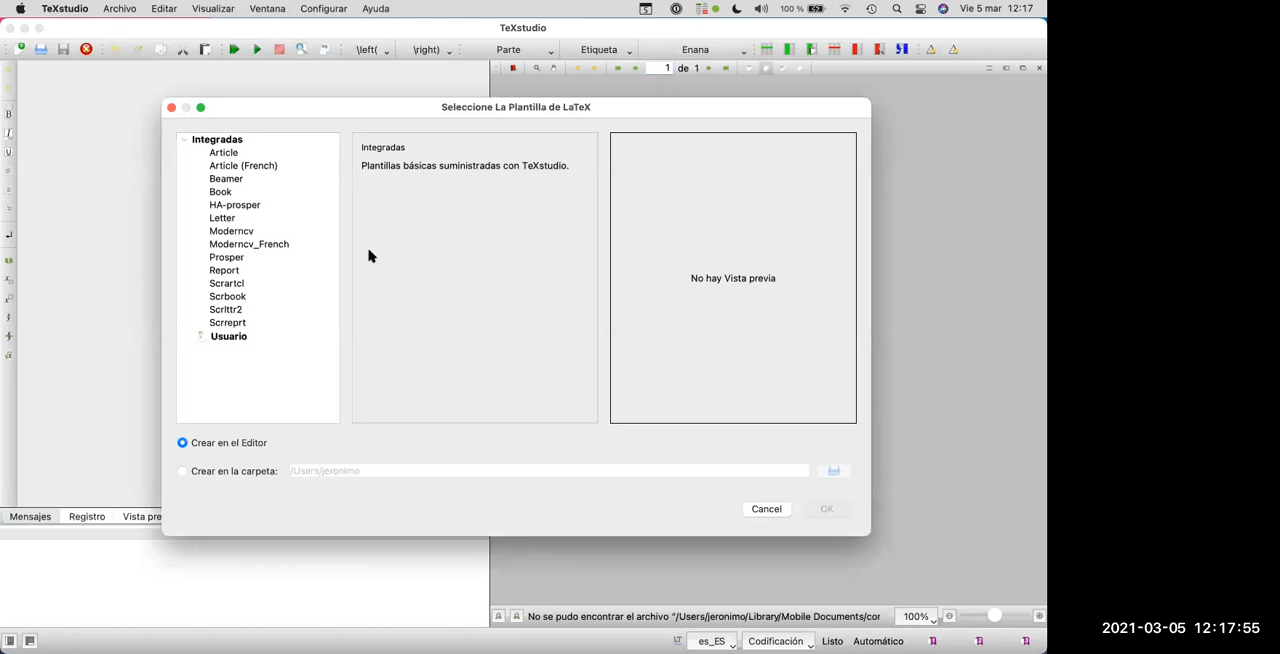 TeXstudio Archivo Editar Visualizar Ventana Configurar Ayuda 100 % Vie 5 mar 12:17
TeXstudio
\left( \right) Parte Etiqueta Enana
1 de 1
Seleccione La Plantilla de LaTeX
Integradas
Article
Article (French)
Beamer
Book
HA-prosper
Letter
Moderncv
Moderncv_French
Prosper
Report
Scrartcl
Scrbook
Scrlttr2
Scrreprt
Usuario
Integradas
Plantillas básicas suministradas con TeXstudio.
No hay Vista previa
Crear en el Editor
Crear en la carpeta: /Users/jeronimo
Cancel OK
Mensajes Registro Vista pre
No se pudo encontrar el archivo "/Users/jeronimo/Library/Mobile Documents/cor 100%
es_ES Codificación Listo Automático
2021-03-05 12:17:55